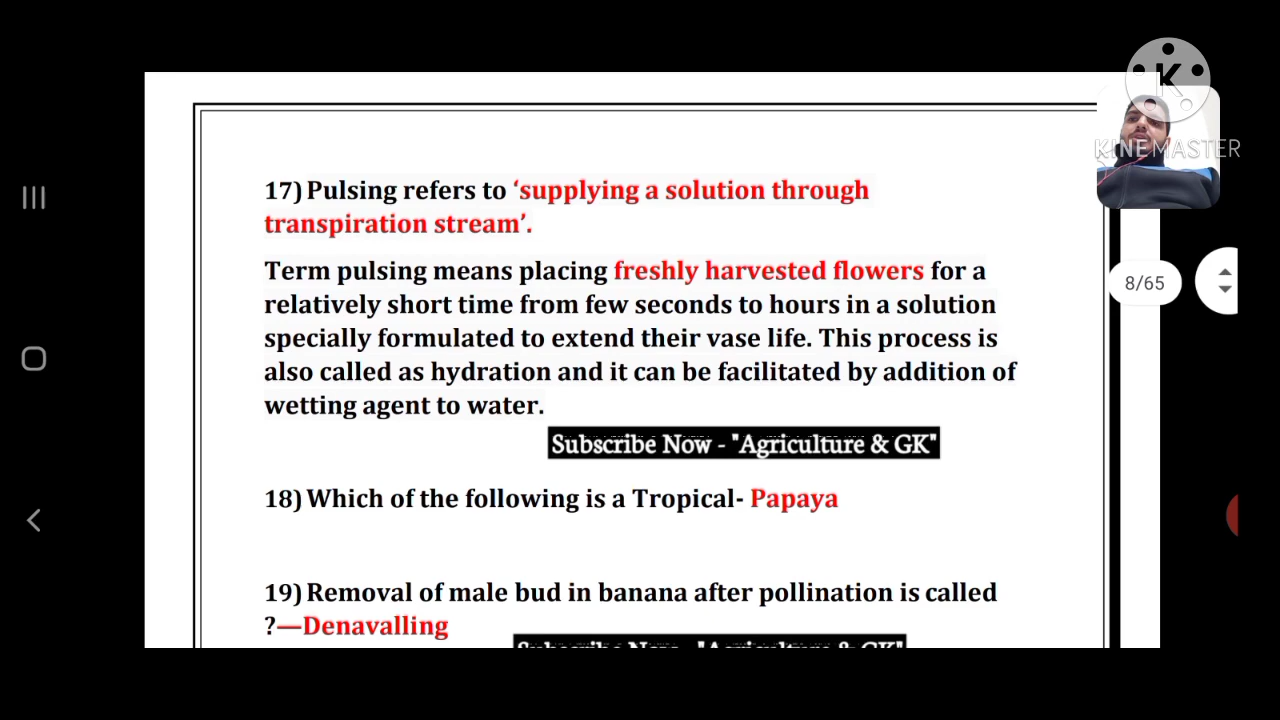 K
KINEMASTER
17) Pulsing refers to ‘supplying a solution through
transpiration stream’.
Term pulsing means placing freshly harvested flowers for a
8/65
relatively short time from few seconds to hours in a solution
specially formulated to extend their vase life. This process is
also called as hydration and it can be facilitated by addition of
wetting agent to water.
Subscribe Now - "Agriculture & GK"
18) Which of the following is a Tropical- Papaya
19) Removal of male bud in banana after pollination is called
?—Denavalling
Subscribe Now - "Agriculture & GK"